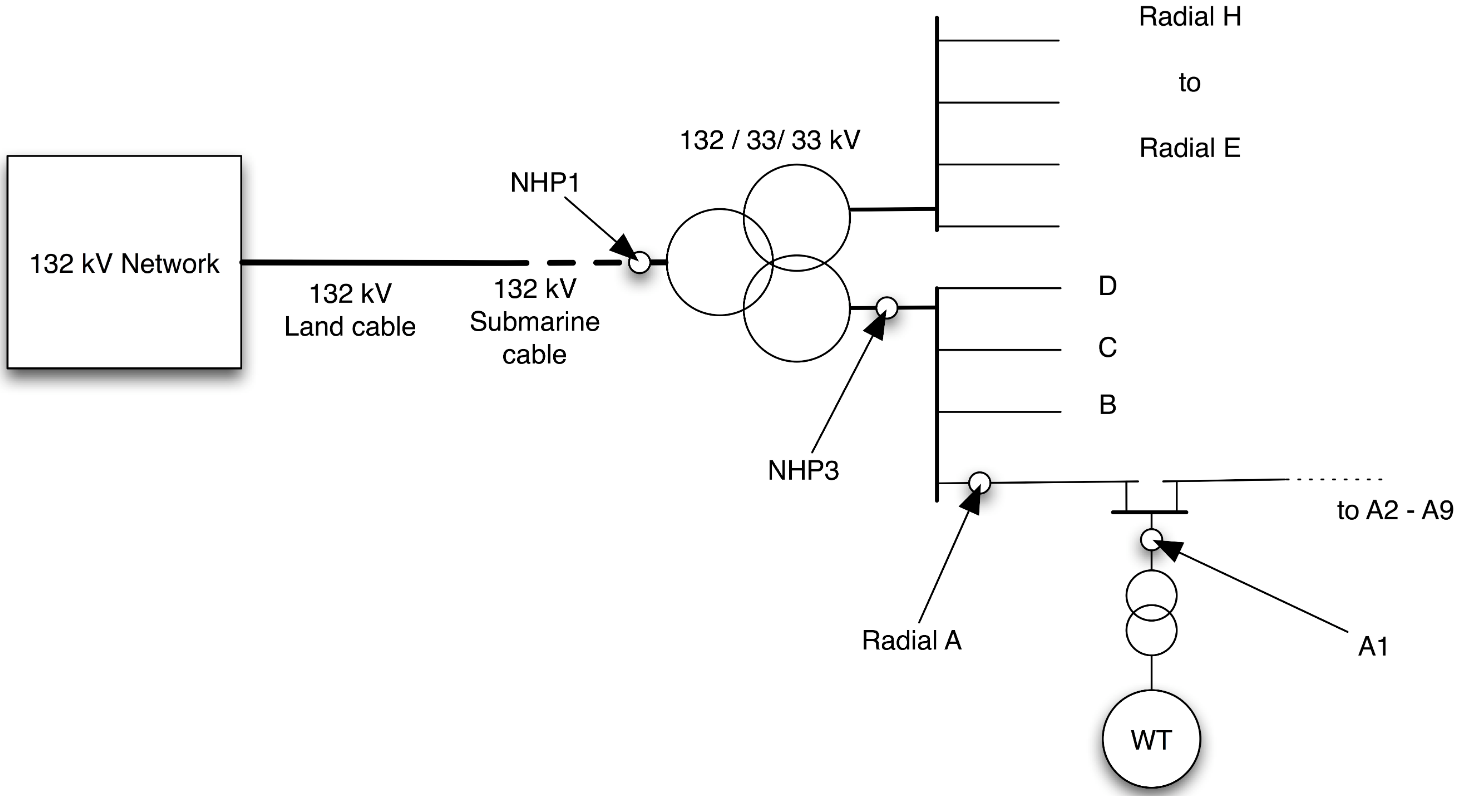 Radial H
to
132 / 33/ 33 kV
Radial E
NHP1
132 kV Network
132 kV
Land cable
132 kV
Submarine
cable
D
C
B
NHP3
to A2 - A9
Radial A
A1
WT